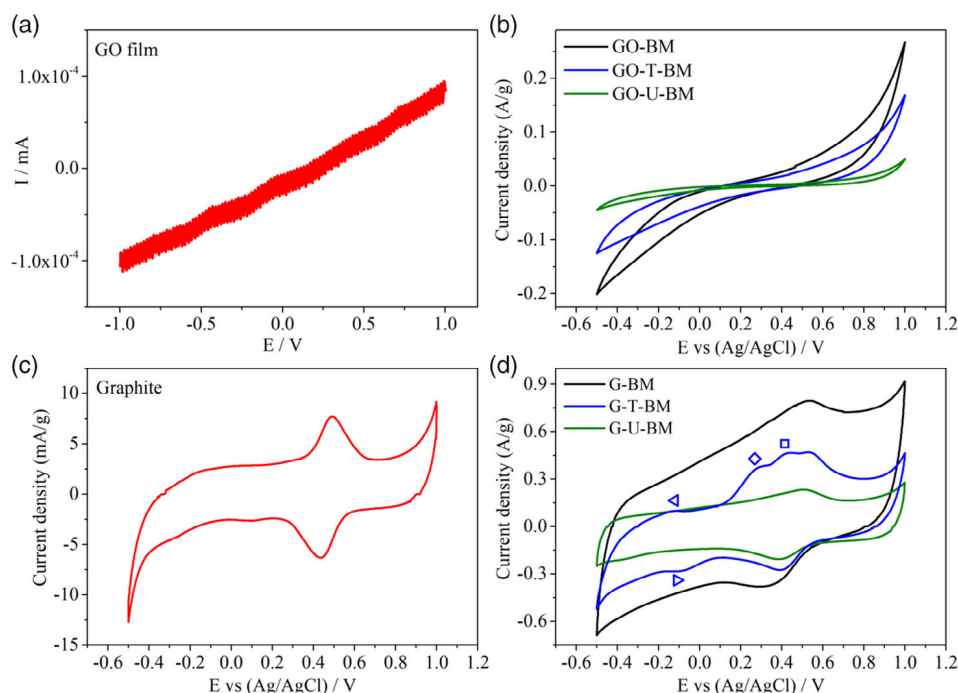 (a)
GO film
1.0x10⁻⁴
0.0
-1.0x10⁻⁴
I / mA
-1.0
-0.5
0.0
0.5
1.0
E / V
(b)
GO-BM
GO-T-BM
GO-U-BM
0.2
0.1
0.0
-0.1
-0.2
Current density (A/g)
-0.6
-0.4
-0.2
0.0
0.2
0.4
0.6
0.8
1.0
1.2
E vs (Ag/AgCl) / V
(c)
Graphite
10
5
0
-5
-10
-15
Current density (mA/g)
-0.4
-0.2
0.0
0.2
0.4
0.6
0.8
1.0
1.2
E vs (Ag/AgCl) / V
(d)
G-BM
G-T-BM
G-U-BM
0.9
0.6
0.3
0.0
-0.3
-0.6
Current density (A/g)
-0.6
-0.4
-0.2
0.0
0.2
0.4
0.6
0.8
1.0
1.2
E vs (Ag/AgCl) / V